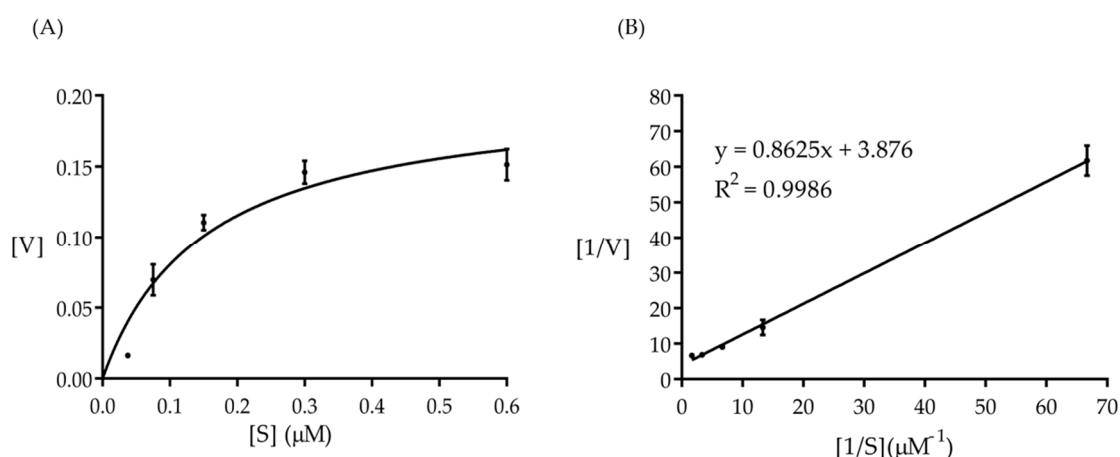 (A)
0.20
0.15
0.10
0.05
0.00
[V]
0.0 0.1 0.2 0.3 0.4 0.5 0.6
[S] (μM)
(B)
80
70
60
50
40
30
20
10
0
[1/V]
y = 0.8625x + 3.876
R² = 0.9986
0 10 20 30 40 50 60 70
[1/S](μM⁻¹)